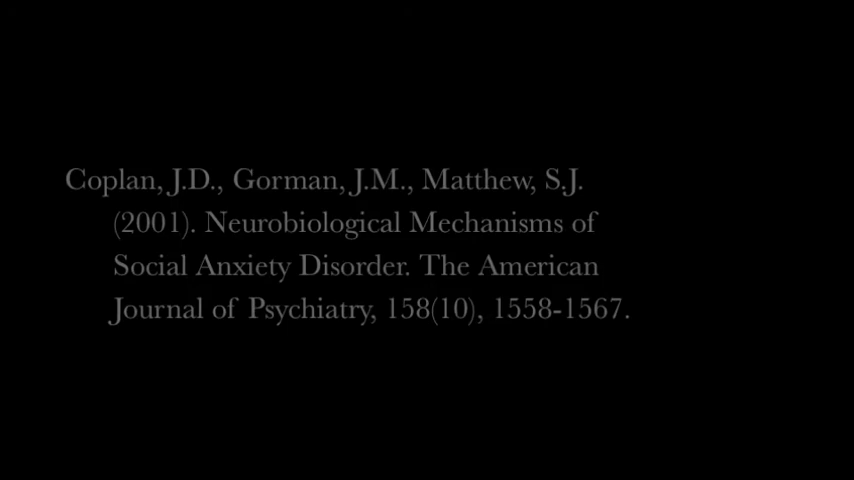 Coplan, J.D., Gorman, J.M., Matthew, S.J.
(2001). Neurobiological Mechanisms of
Social Anxiety Disorder. The American
Journal of Psychiatry, 158(10), 1558-1567.